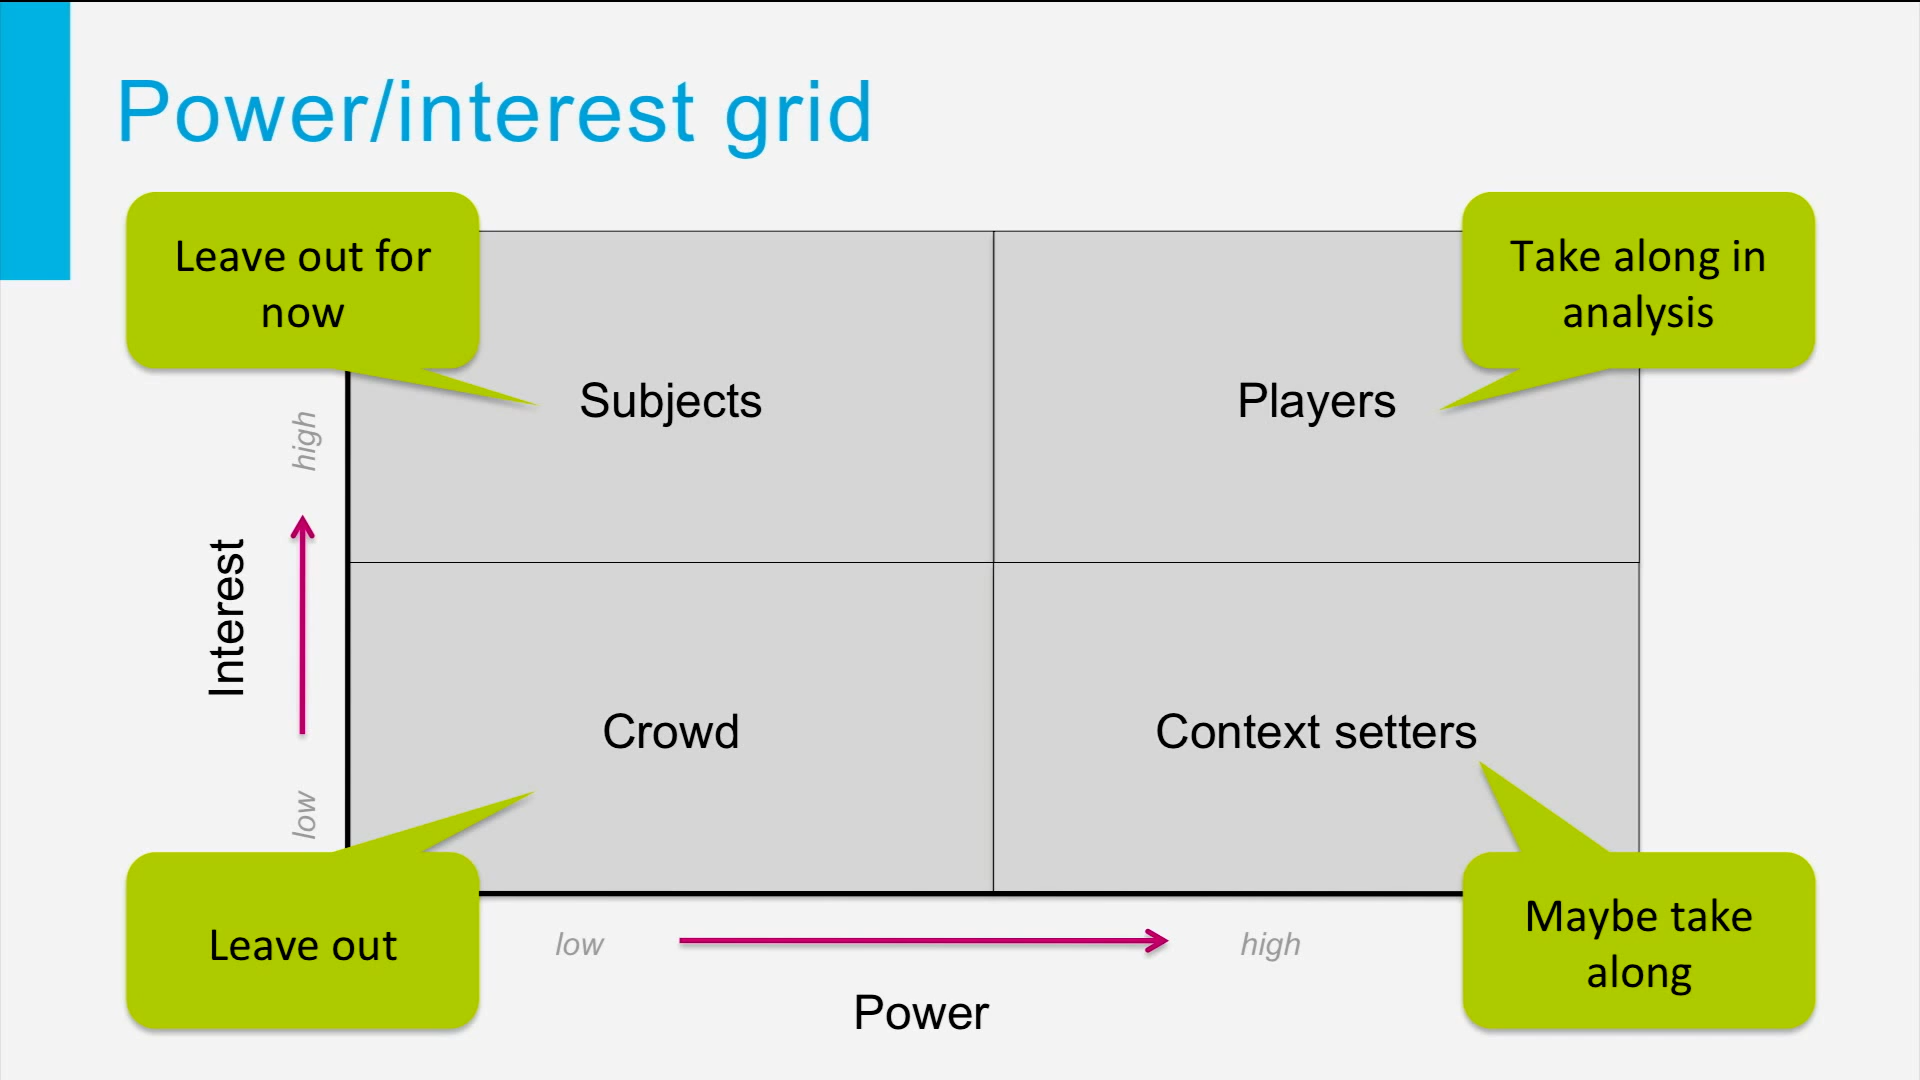 Power/interest grid
Leave out for
now
Take along in
analysis
Subjects
Players
high
Interest
Crowd
Context setters
low
Leave out
Maybe take
along
low
high
Power